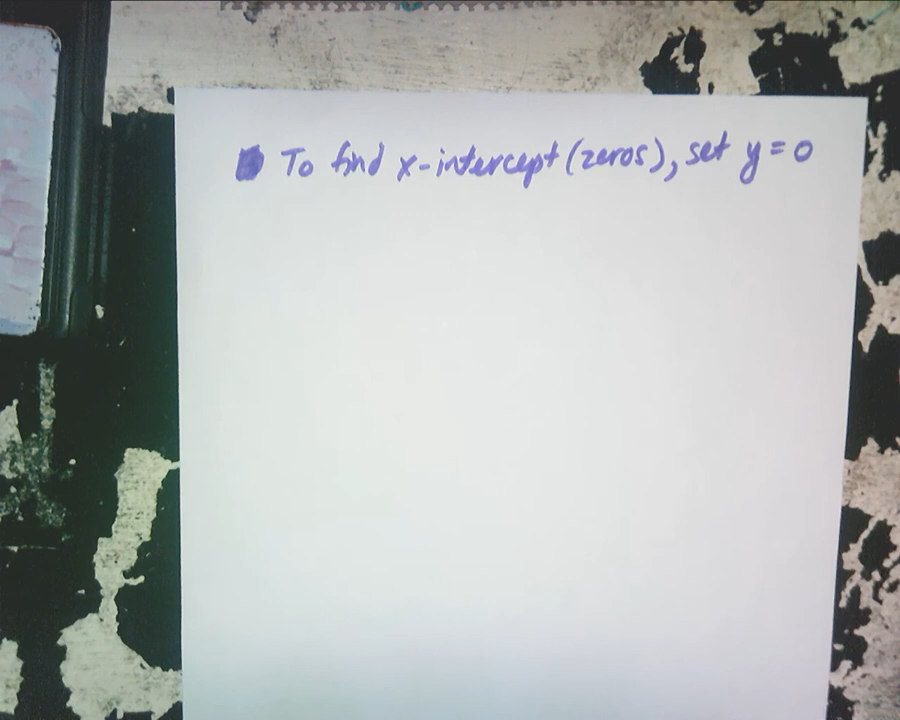 To find x-intercept (zeros), set y = 0